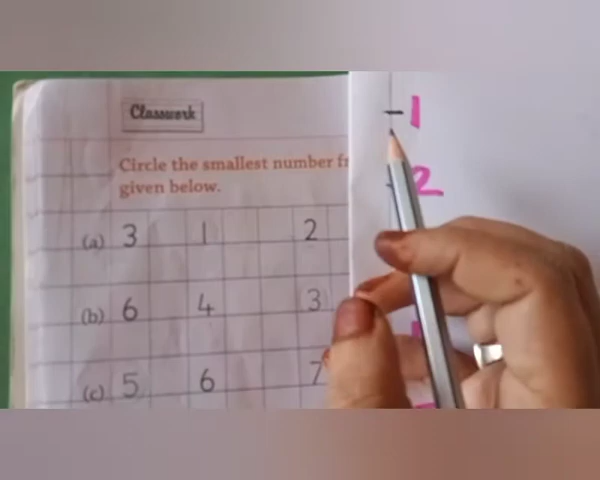 Classwork
Circle the smallest number fr
given below.
(a) 3 1 2
(b) 6 4 3
(c) 5 6 7
1
2